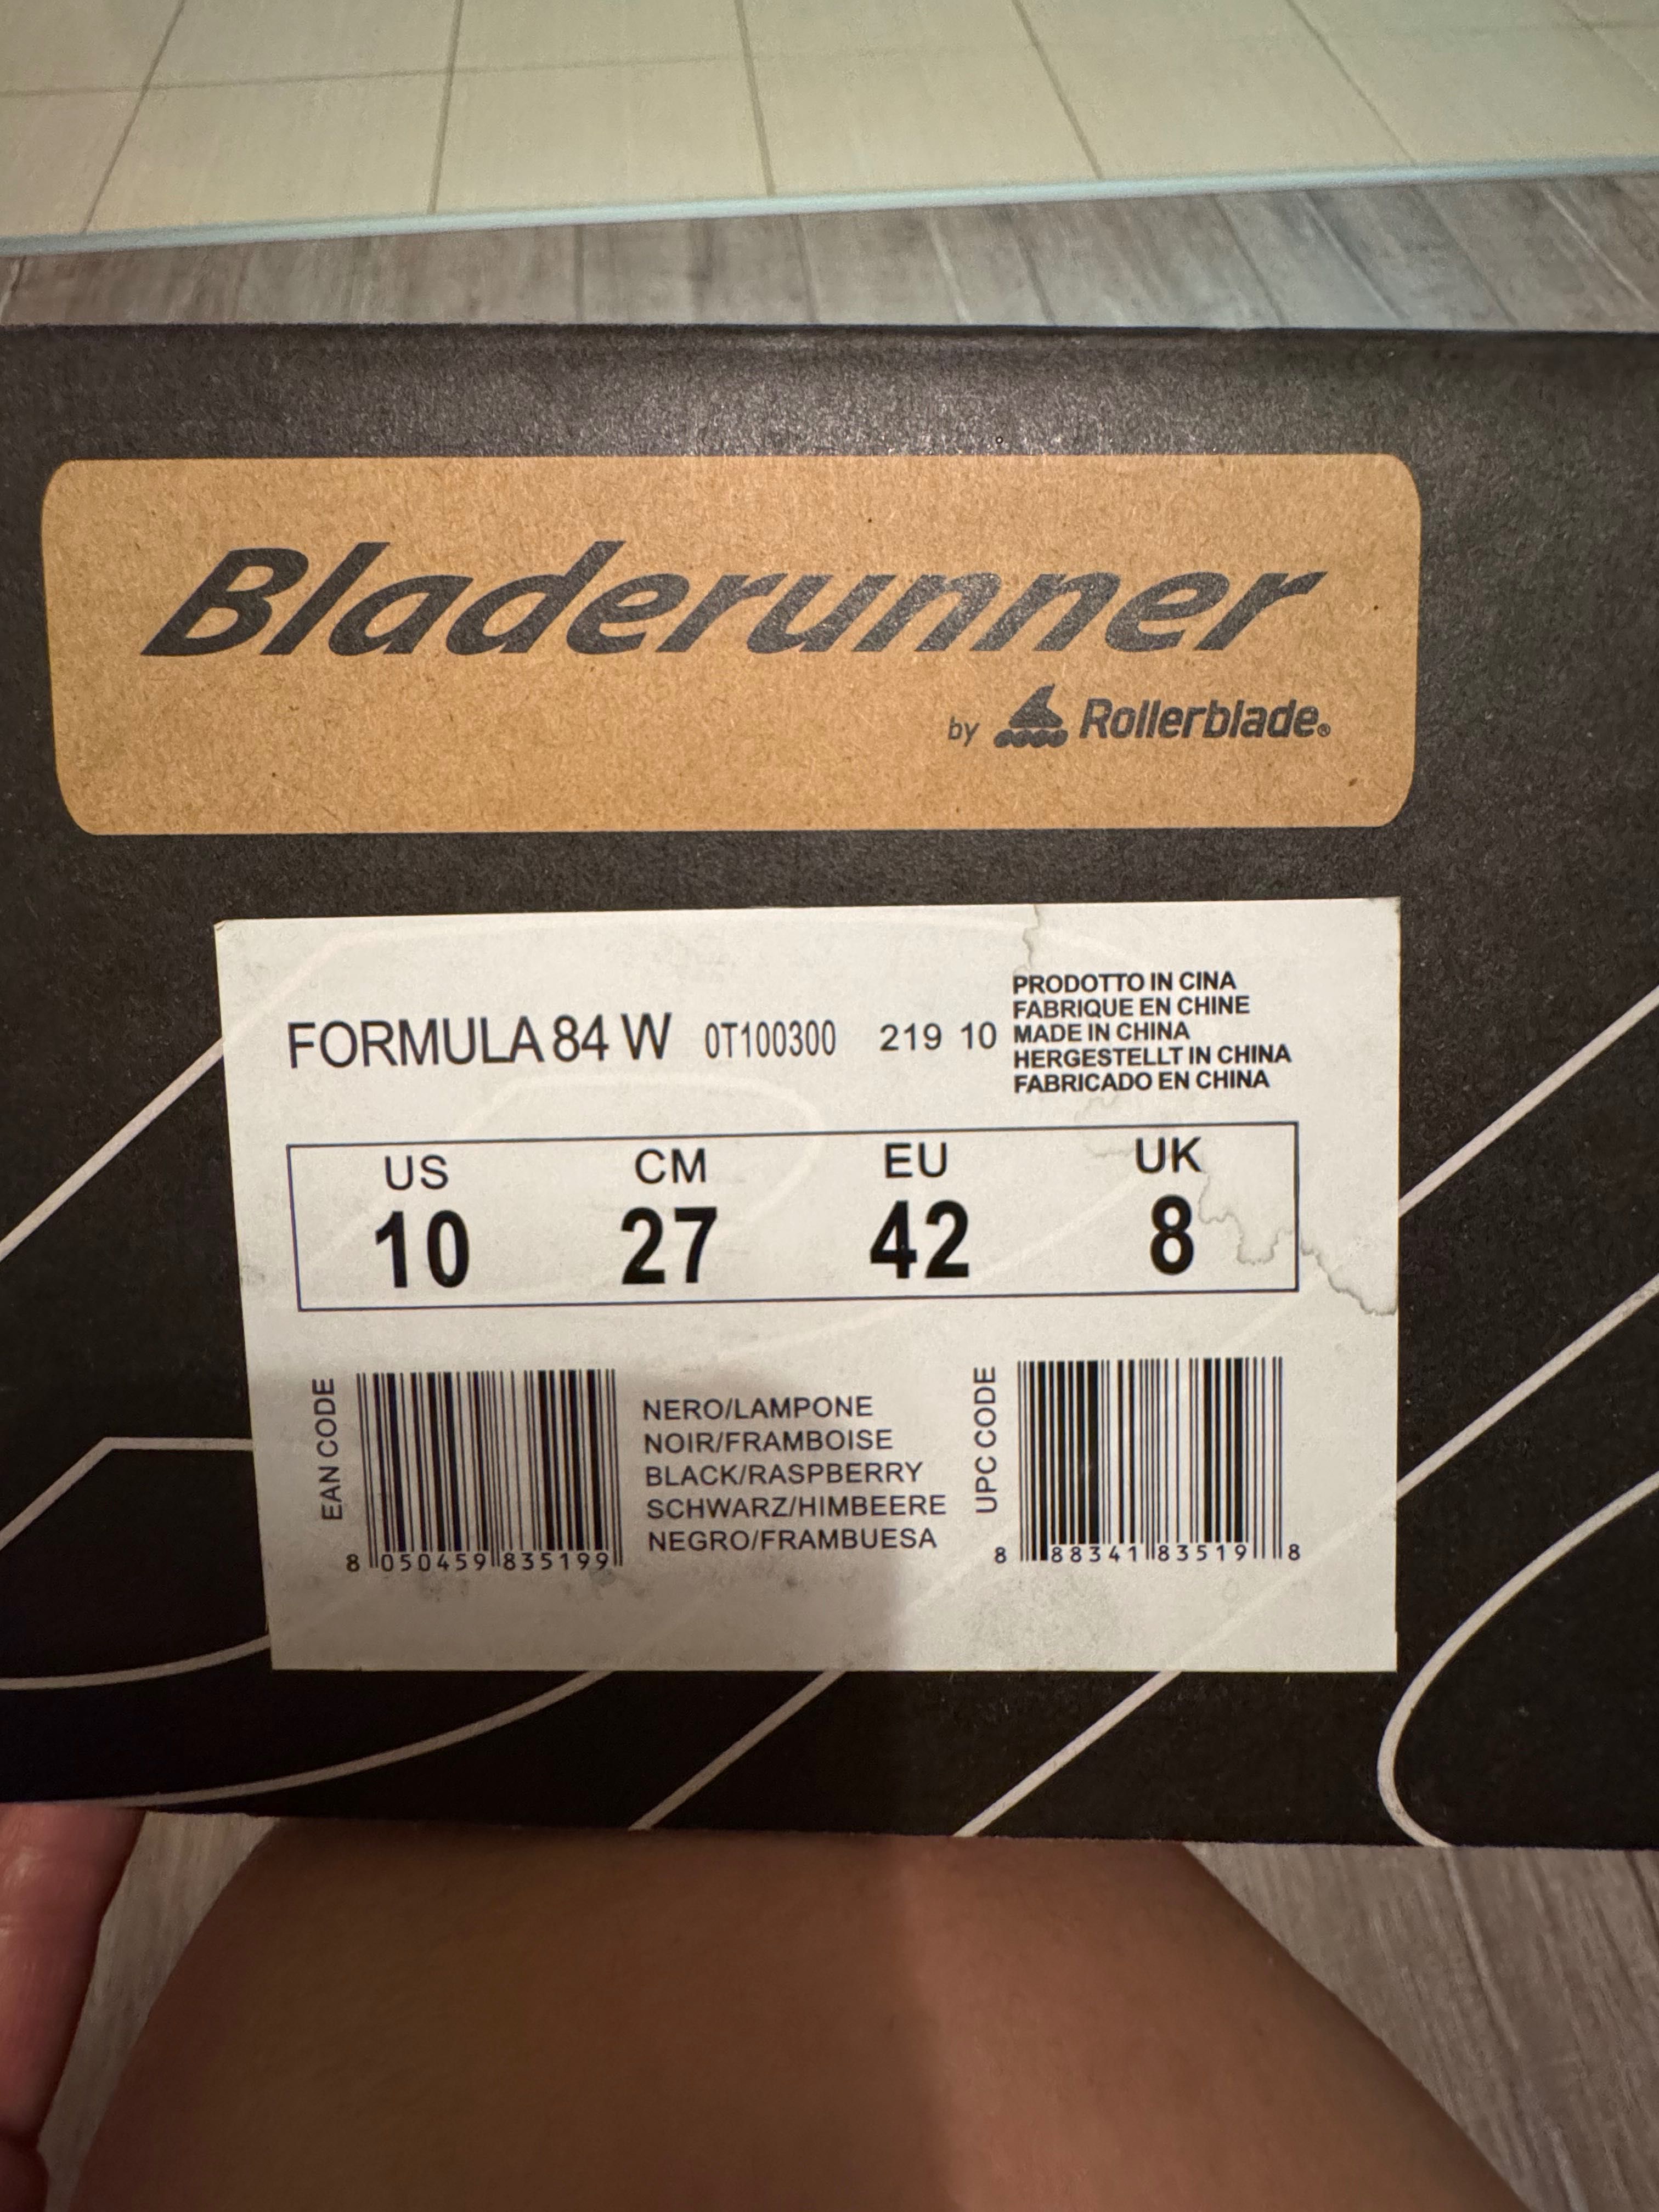 Bladerunner
by Rollerblade®
FORMULA 84 W 0T100300 219 10
PRODOTTO IN CINA
FABRIQUE EN CHINE
MADE IN CHINA
HERGESTELLT IN CHINA
FABRICADO EN CHINA
US CM EU UK
10 27 42 8
EAN CODE
8 050459 835199
NERO/LAMPONE
NOIR/FRAMBOISE
BLACK/RASPBERRY
SCHWARZ/HIMBEERE
NEGRO/FRAMBUESA
UPC CODE
8 88341 83519 8